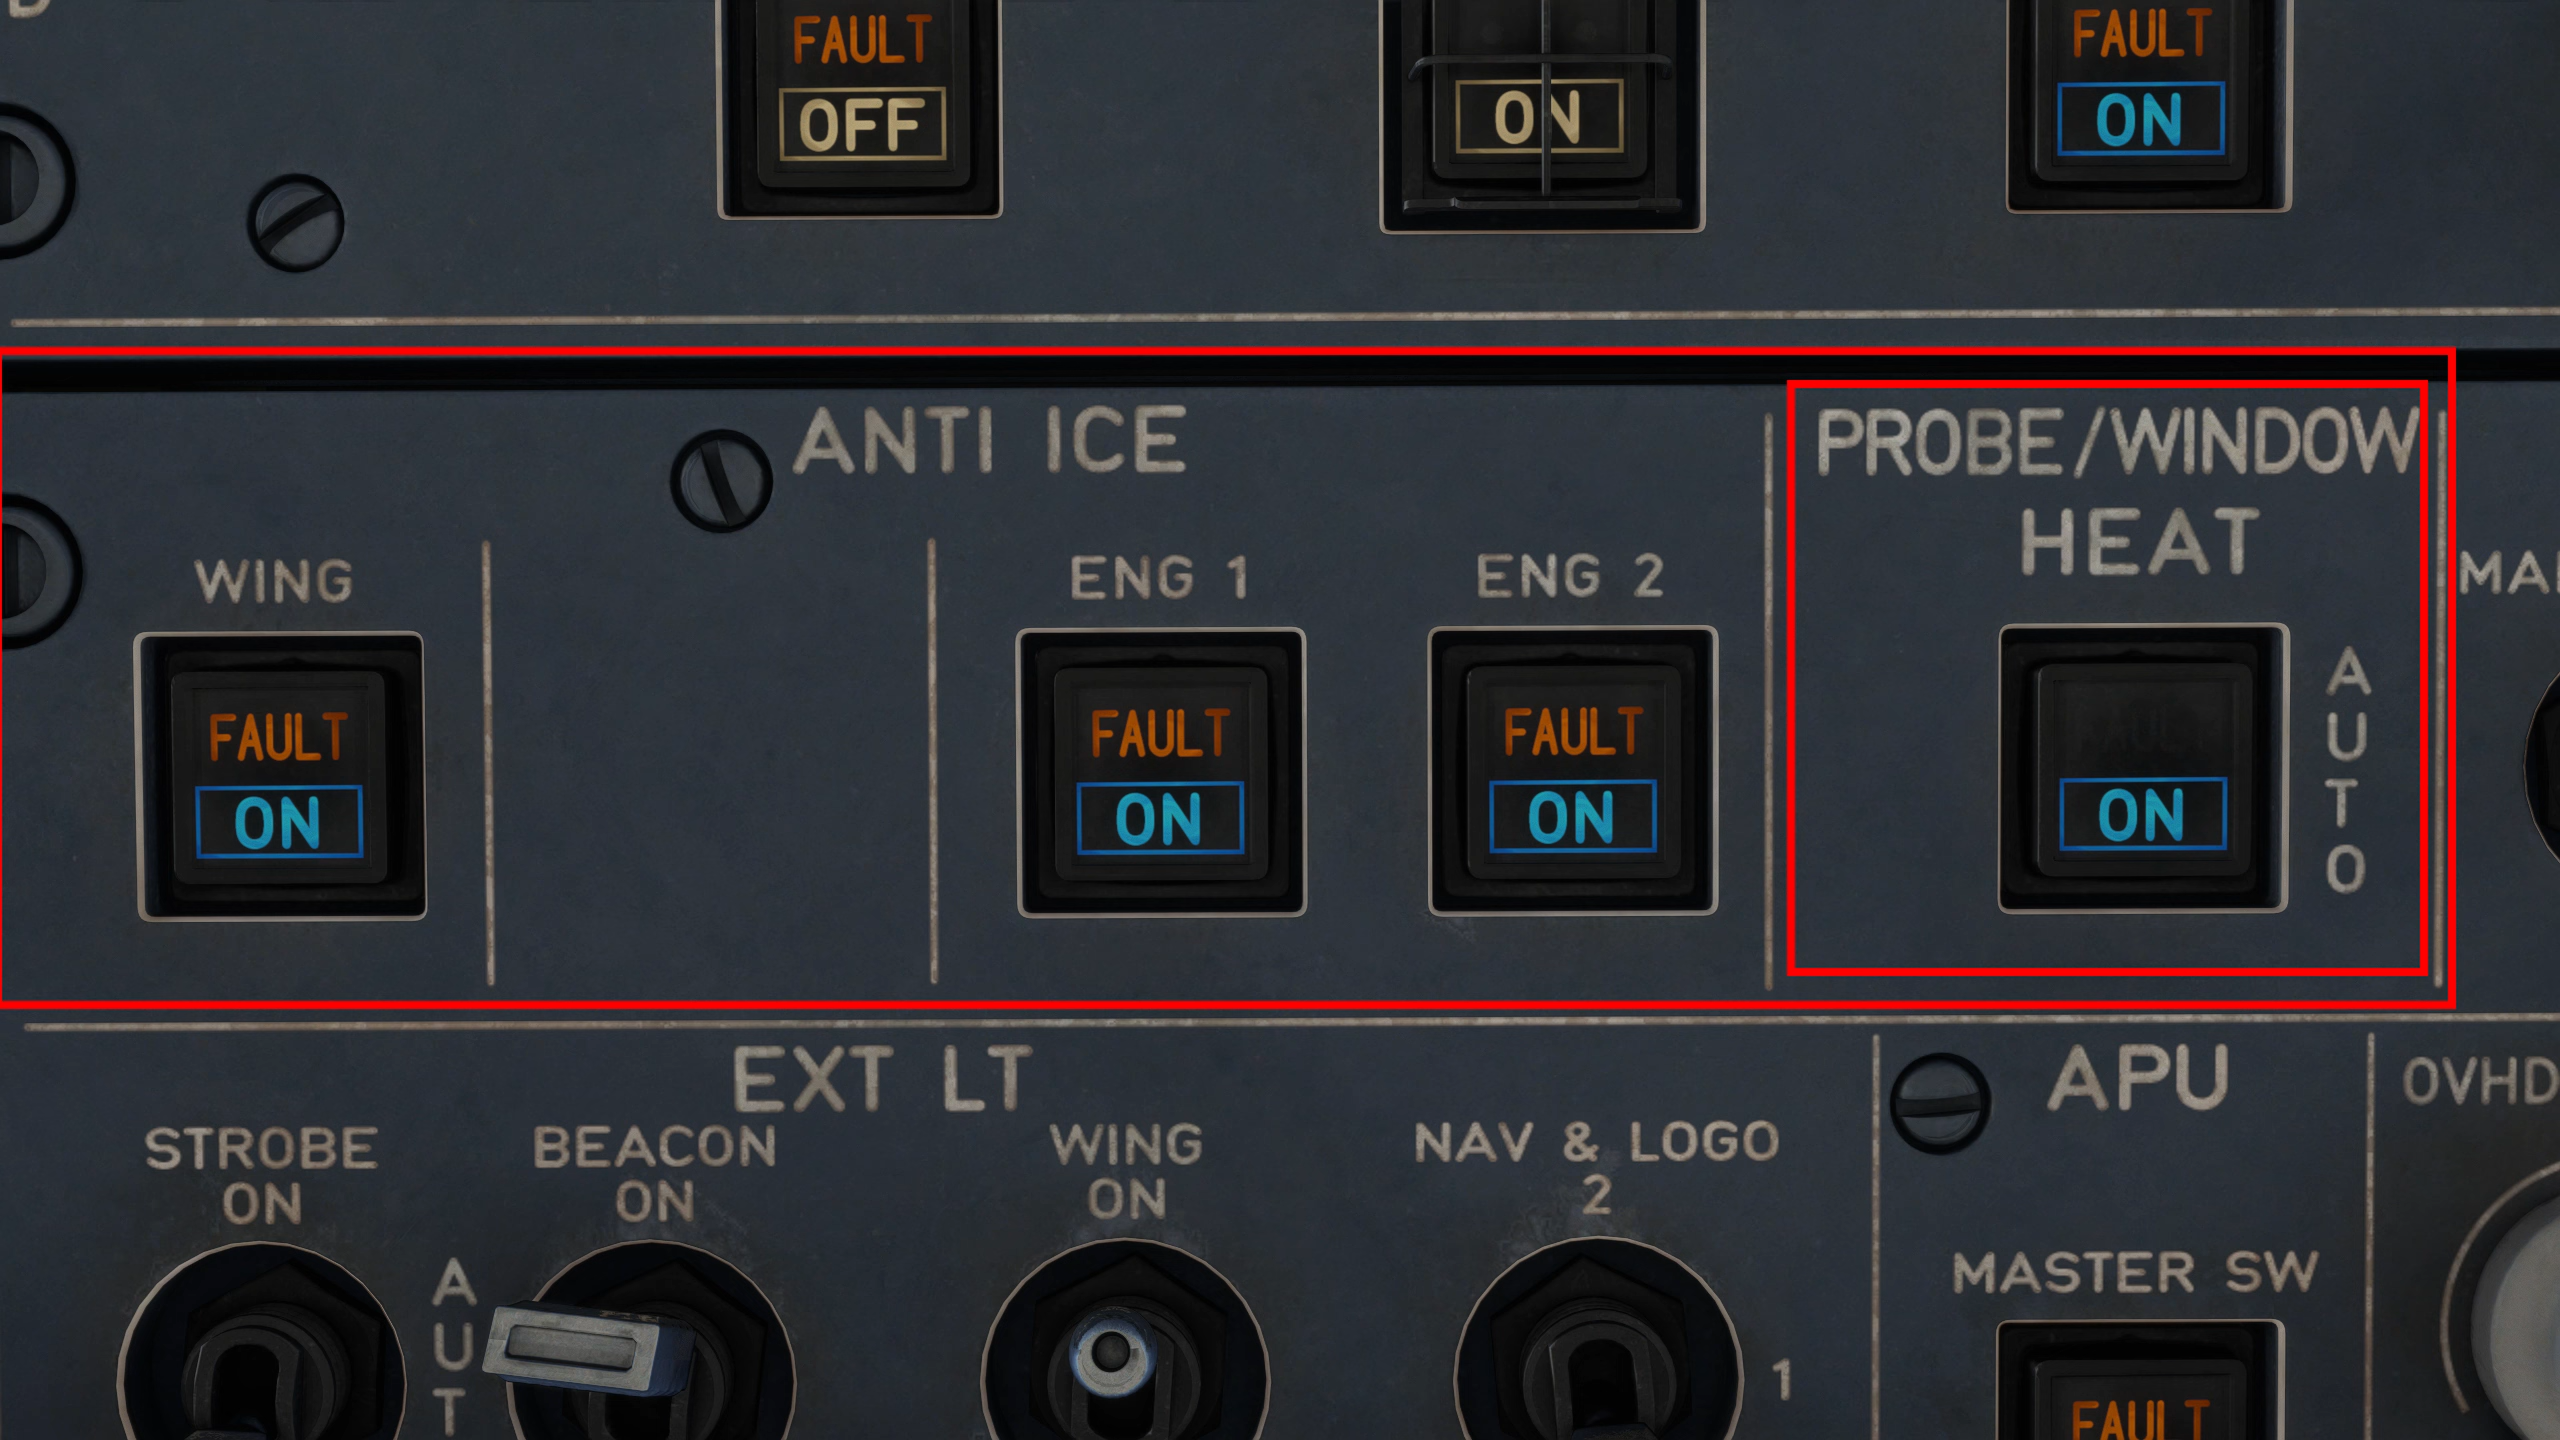 FAULT
OFF
ON
FAULT
ON
ANTI ICE
PROBE/WINDOW
HEAT
WING
ENG 1
ENG 2
FAULT
ON
FAULT
ON
FAULT
ON
ON
AUTO
EXT LT
APU
OVHD
STROBE
ON
BEACON
ON
WING
ON
NAV & LOGO
2
AUT
1
MASTER SW
FAULT